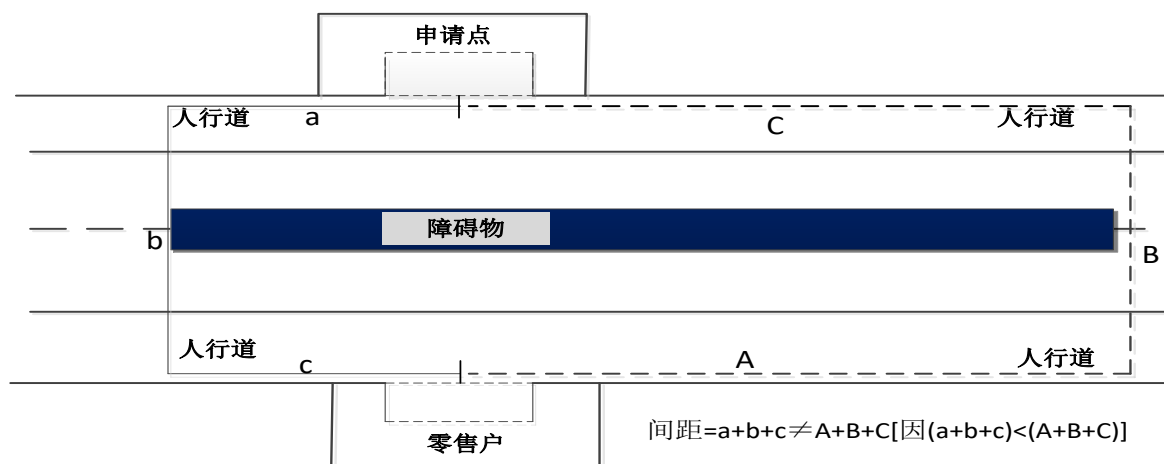 申请点
人行道
a
C
人行道
障碍物
b
B
人行道
c
A
人行道
零售户
间距=a+b+c≠A+B+C[因(a+b+c)<(A+B+C)]